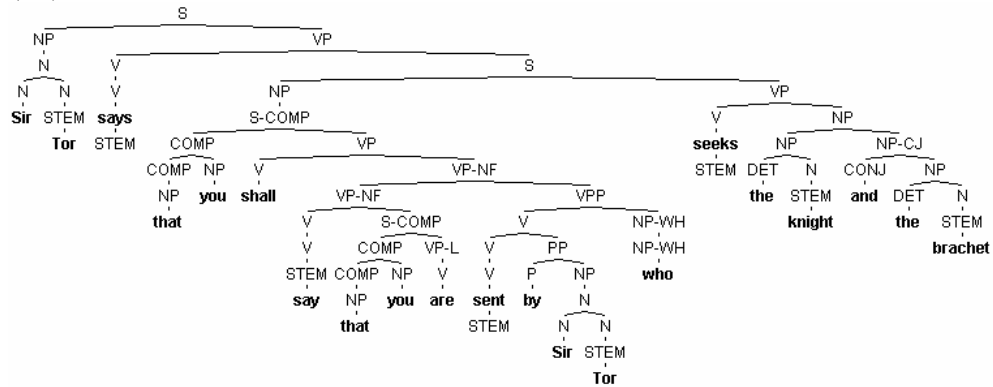 S
NP VP
N V S
N N V NP VP
Sir STEM says S-COMP V NP
Tor STEM COMP VP seeks NP NP-CJ
COMP NP V VP-NF STEM DET N CONJ NP
NP you shall VP-NF VPP the STEM and DET N
that V S-COMP V NP-WH knight the STEM
V COMP VP-L V PP NP-WH brachet
STEM COMP NP V V P NP who
say NP you are sent by N
that STEM N N
Sir STEM
Tor